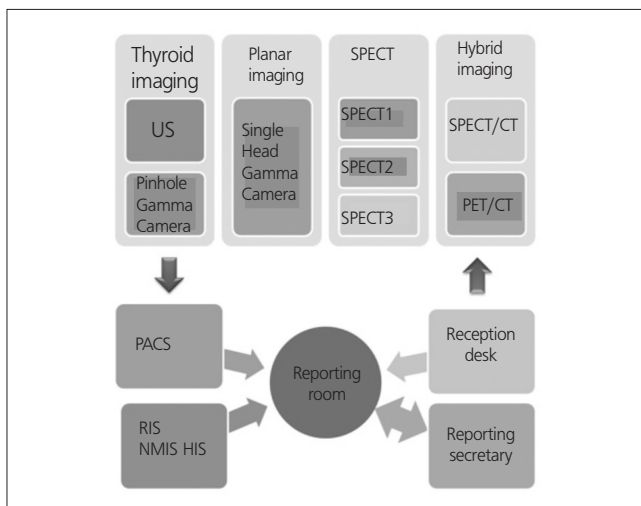 Thyroid
imaging
US
Pinhole
Gamma
Camera
Planar
imaging
Single
Head
Gamma
Camera
SPECT
SPECT1
SPECT2
SPECT3
Hybrid
imaging
SPECT/CT
PET/CT
PACS
RIS
NMIS HIS
Reporting
room
Reception
desk
Reporting
secretary